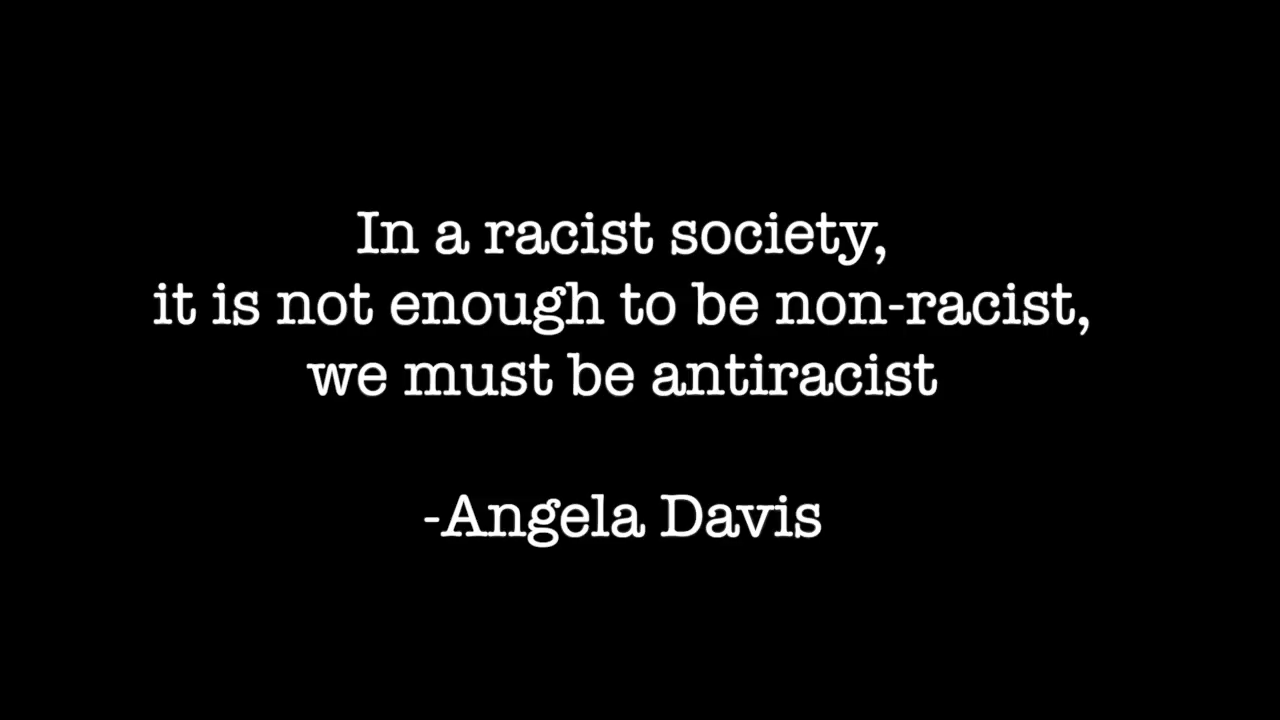 In a racist society,
it is not enough to be non-racist,
we must be antiracist
-Angela Davis